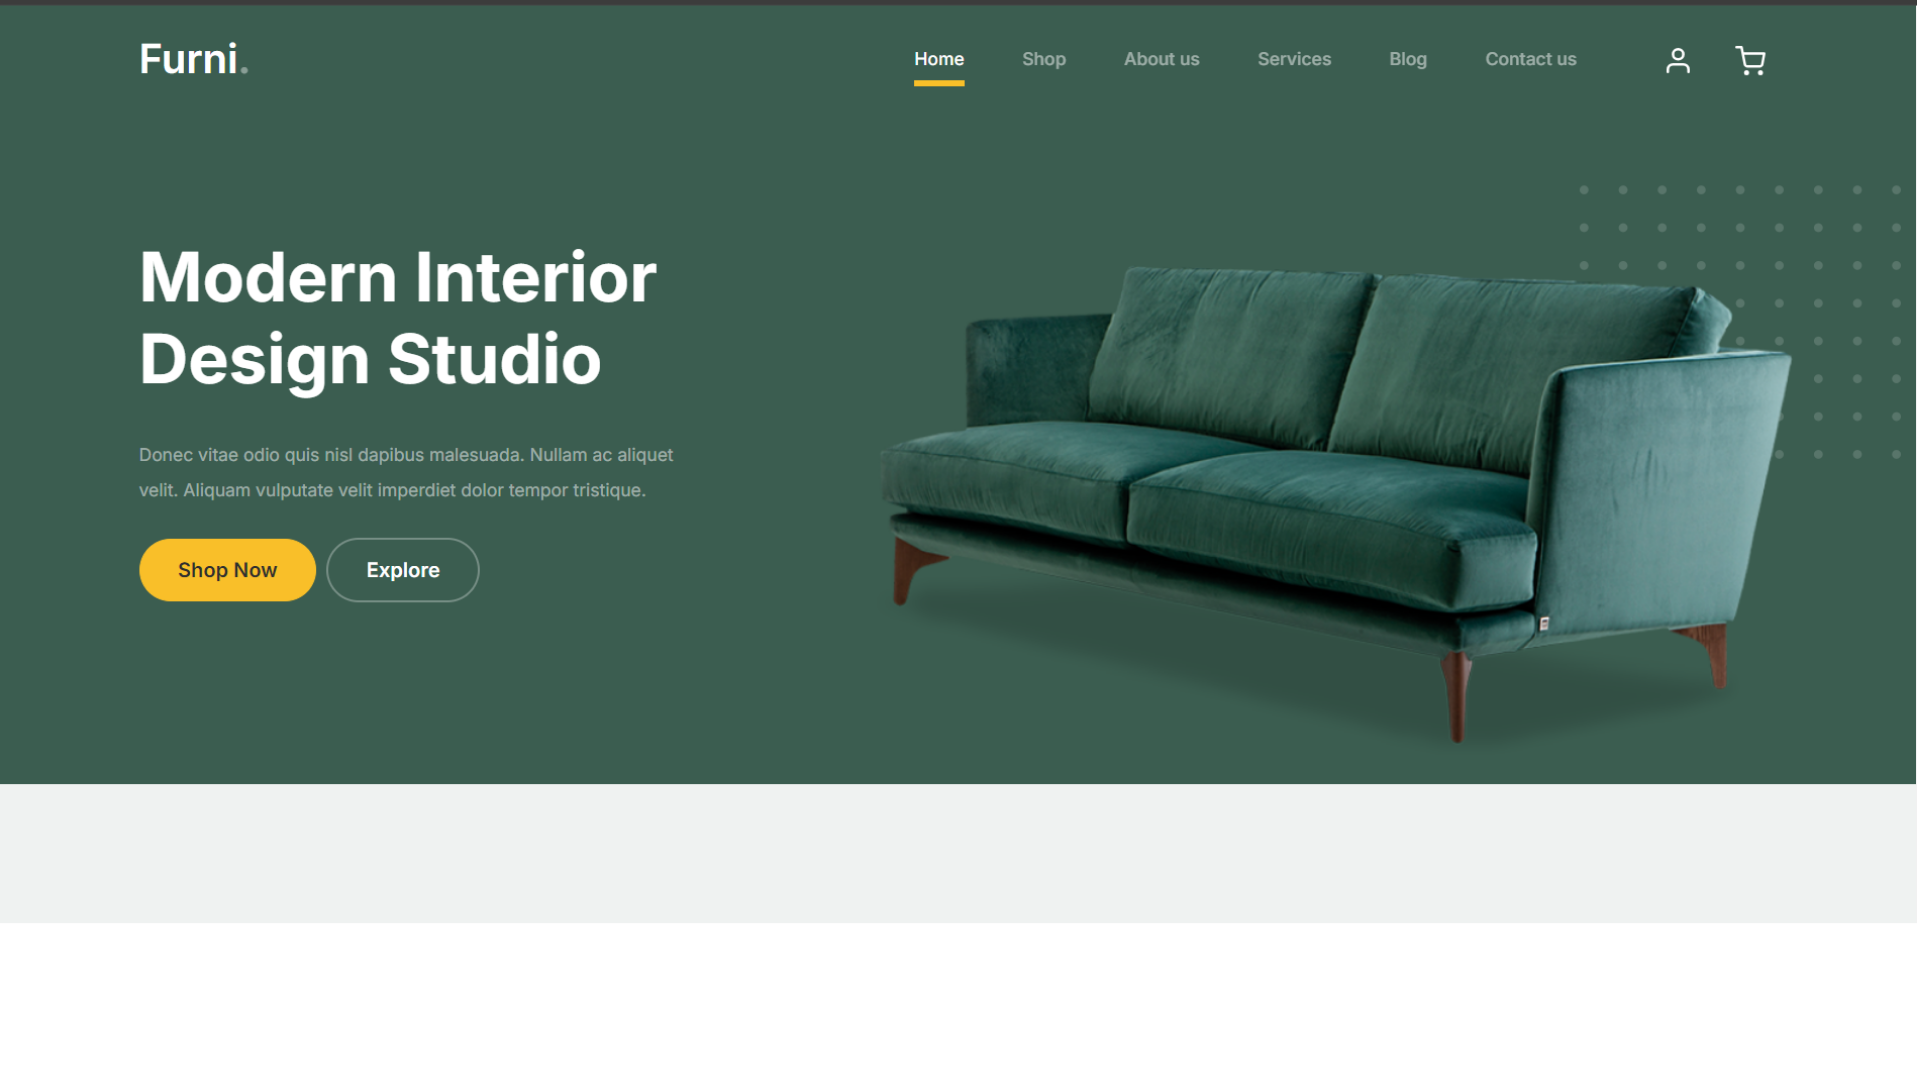 Furni.
Home
Shop
About us
Services
Blog
Contact us
Modern Interior
Design Studio
Donec vitae odio quis nisl dapibus malesuada. Nullam ac aliquet
velit. Aliquam vulputate velit imperdiet dolor tempor tristique.
Shop Now
Explore